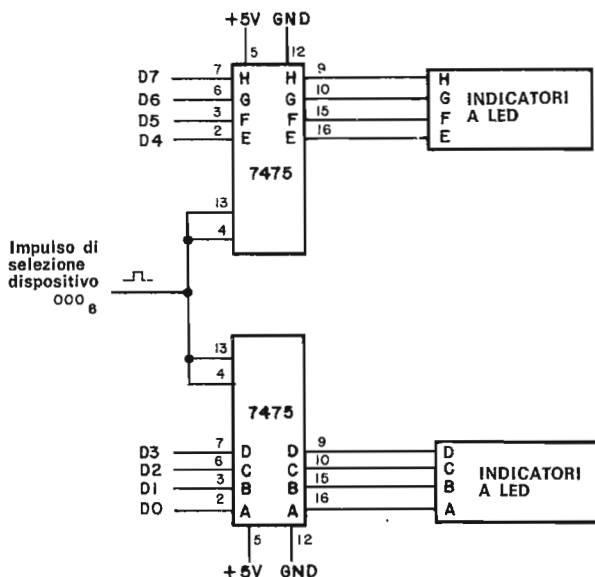 +5V GND
5 12
D7 7 H H 9 H
D6 6 G G 10 G
D5 3 F F 15 F
D4 2 E E 16 E
INDICATORI
A LED
7475
13
4
Impulso di
selezione
dispositivo
000 8
13
4
7475
D3 7 D D 9 D
D2 6 C C 10 C
D1 3 B B 15 B
D0 2 A A 16 A
INDICATORI
A LED
5 12
+5V GND